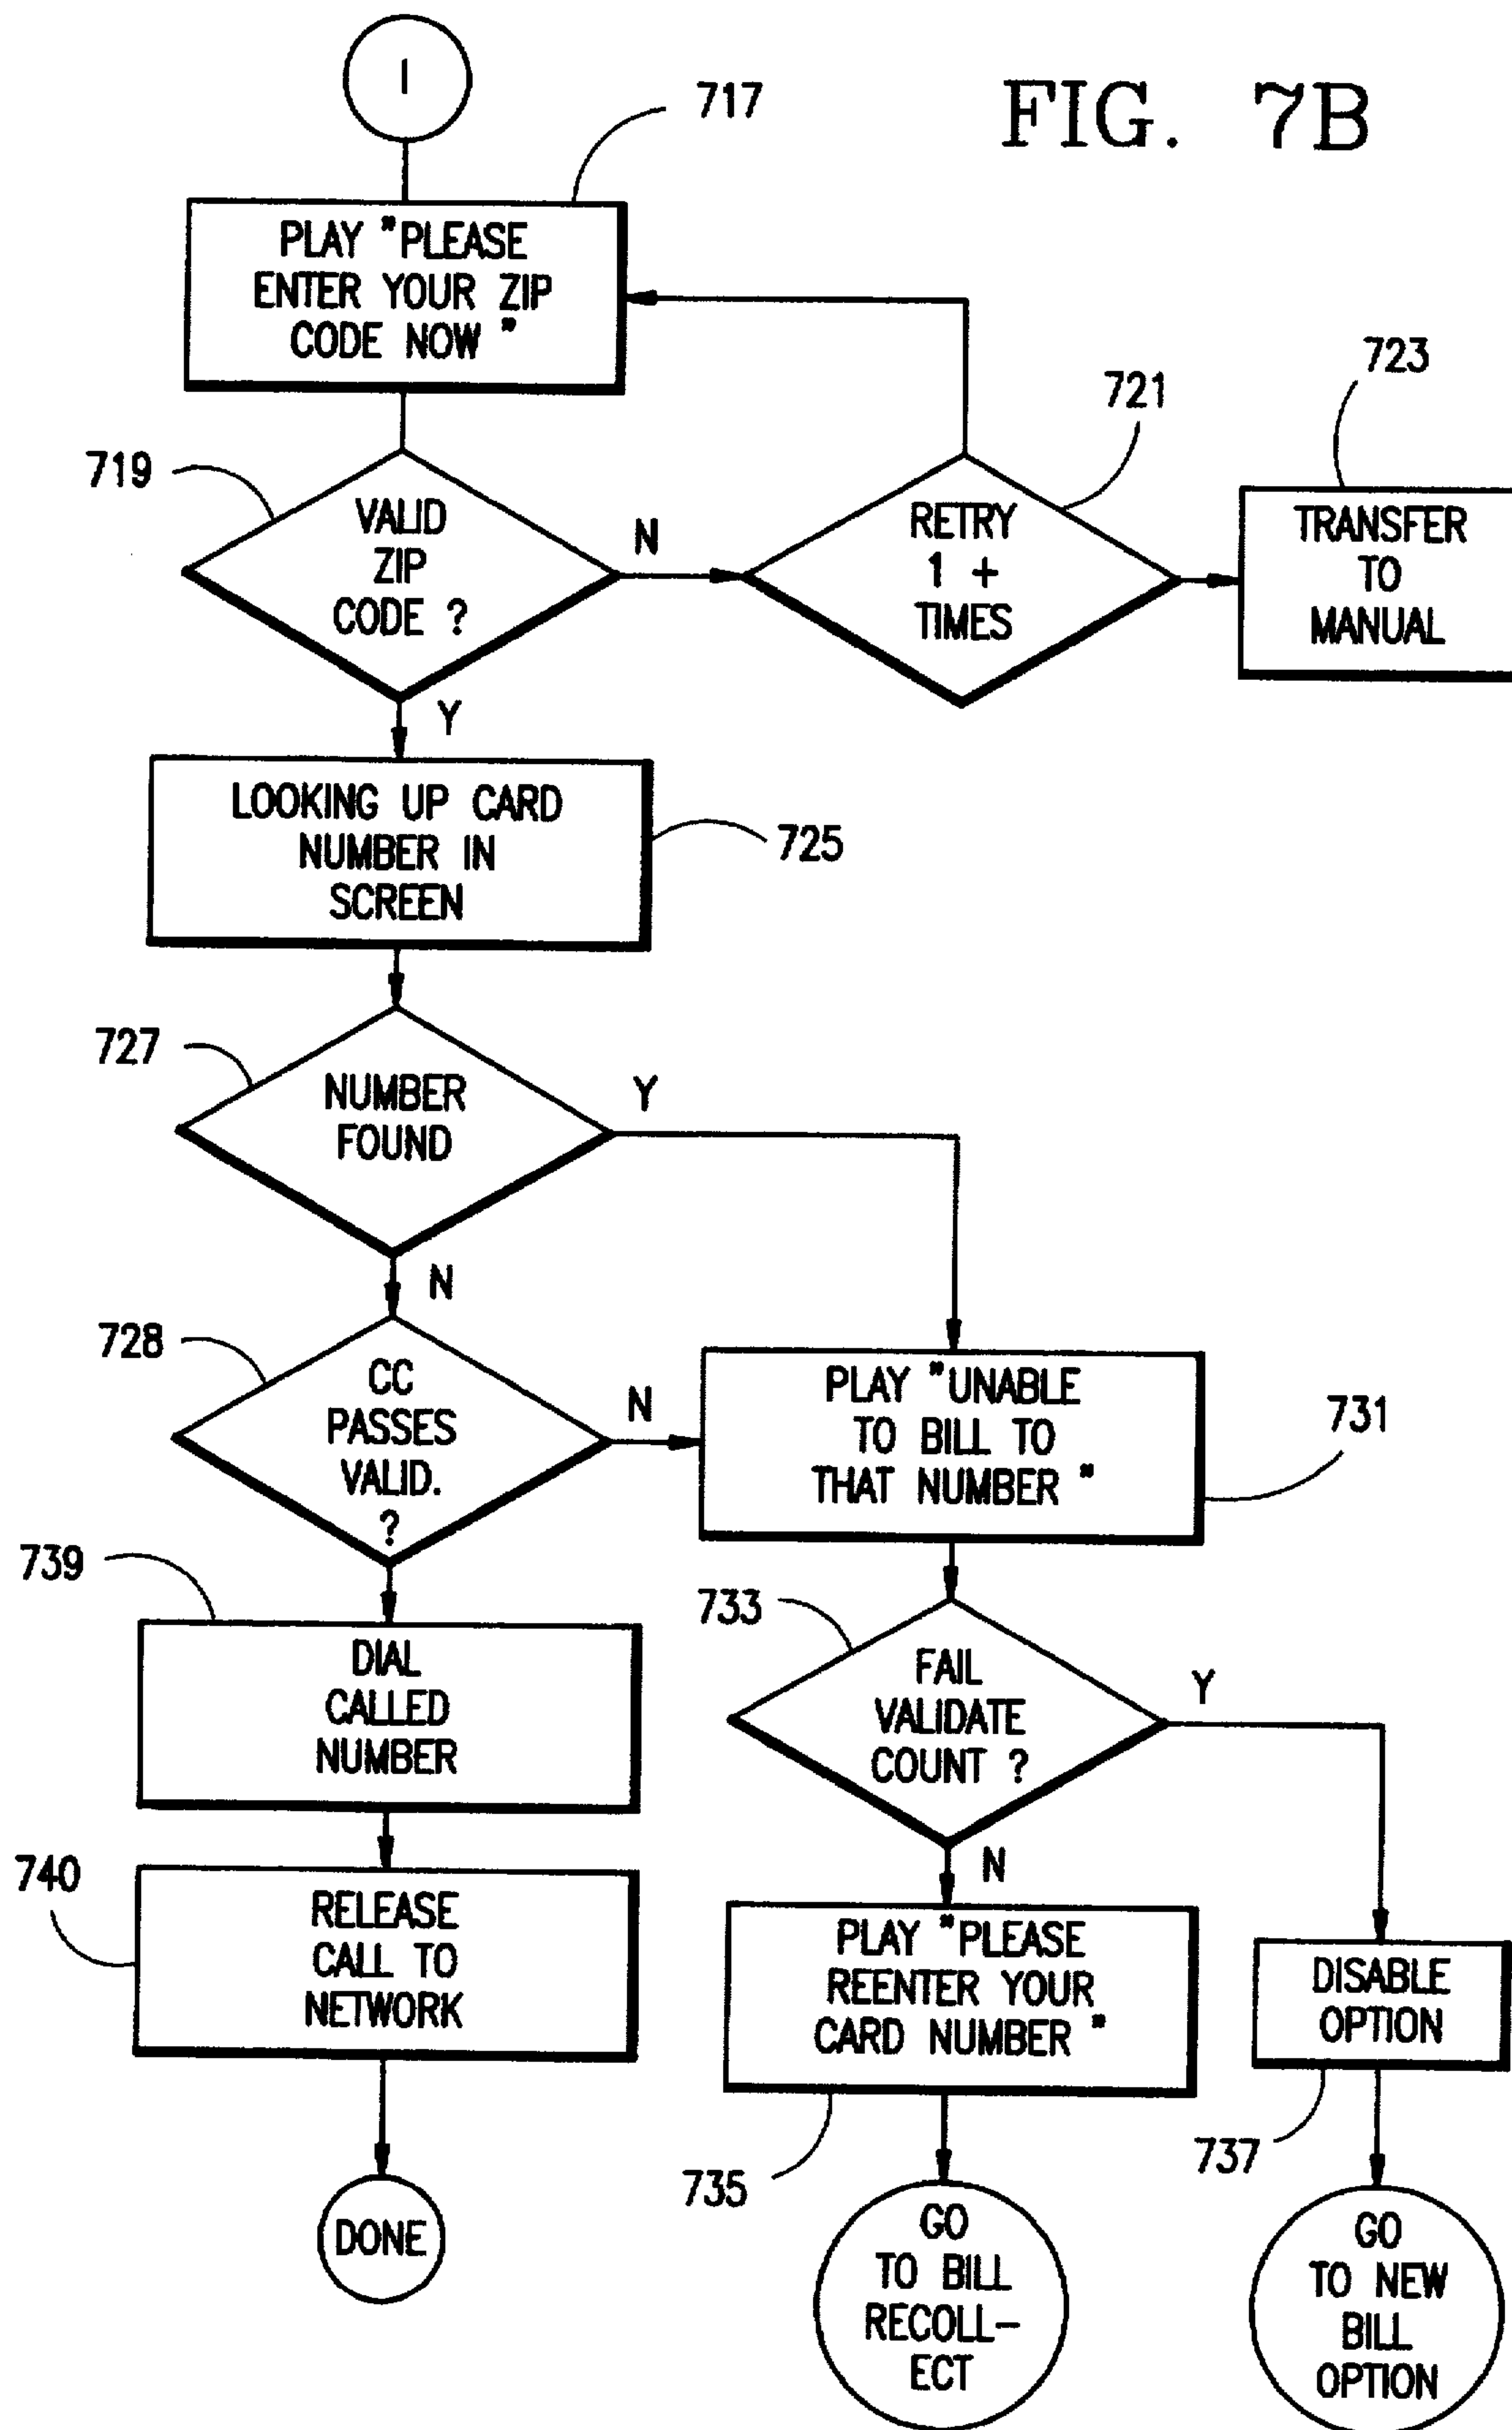 I
717
FIG. 7B
PLAY "PLEASE
ENTER YOUR ZIP
CODE NOW "
723
721
719
VALID
ZIP
CODE ?
N
RETRY
1 +
TIMES
TRANSFER
TO
MANUAL
Y
LOOKING UP CARD
NUMBER IN
SCREEN
725
727
NUMBER
FOUND
Y
N
728
CC
PASSES
VALID.
?
N
PLAY "UNABLE
TO BILL TO
THAT NUMBER "
731
739
DIAL
CALLED
NUMBER
733
FAIL
VALIDATE
COUNT ?
Y
N
740
RELEASE
CALL TO
NETWORK
PLAY "PLEASE
REENTER YOUR
CARD NUMBER "
DISABLE
OPTION
735
737
DONE
GO
TO BILL
RECOLL-
ECT
GO
TO NEW
BILL
OPTION